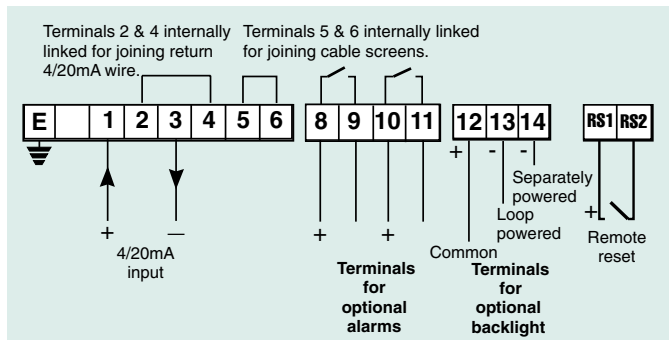 Terminals 2 & 4 internally
linked for joining return
4/20mA wire.
Terminals 5 & 6 internally linked
for joining cable screens.
E 1 2 3 4 5 6
8 9 10 11
12 13 14
RS1 RS2
+ - -
Separately
powered
Loop
powered
Common
+ —
4/20mA
input
+ +
Terminals
for
optional
alarms
Terminals
for
optional
backlight
+
Remote
reset